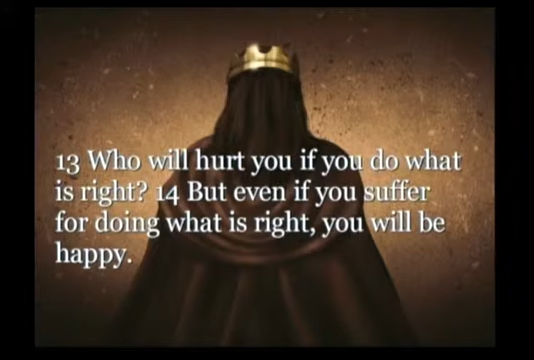 13 Who will hurt you if you do what
is right? 14 But even if you suffer
for doing what is right, you will be
happy.